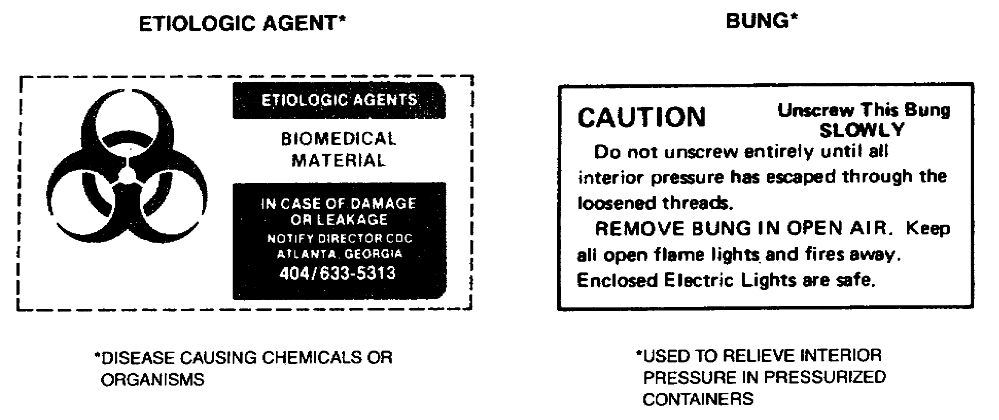 ETIOLOGIC AGENT*
ETIOLOGIC AGENTS
BIOMEDICAL
MATERIAL
IN CASE OF DAMAGE
OR LEAKAGE
NOTIFY DIRECTOR CDC
ATLANTA, GEORGIA
404/633-5313
*DISEASE CAUSING CHEMICALS OR
ORGANISMS
BUNG*
CAUTION
Unscrew This Bung
SLOWLY
Do not unscrew entirely until all
interior pressure has escaped through the
loosened threads.
REMOVE BUNG IN OPEN AIR. Keep
all open flame lights and fires away.
Enclosed Electric Lights are safe.
*USED TO RELIEVE INTERIOR
PRESSURE IN PRESSURIZED
CONTAINERS